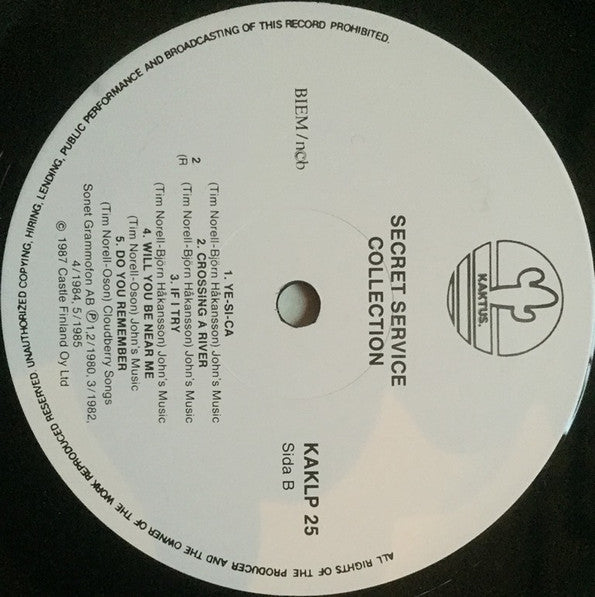 KAKTUS.
SECRET SERVICE
COLLECTION
BIEM/ncb
KAKLP 25
Sida B
2
(R
1. YE-SI-CA
(Tim Norell-Björn Håkansson) John's Music
2. CROSSING A RIVER
(Tim Norell-Björn Håkansson) John's Music
3. IF I TRY
(Tim Norell-Björn Håkansson) John's Music
4. WILL YOU BE NEAR ME
(Tim Norell-Oson) John's Music
5. DO YOU REMEMBER
(Tim Norell-Oson) Cloudberry Songs
Sonet Grammofon AB Ⓟ 1,2/1980, 3/1982,
4/1984, 5/1985
© 1987 Castle Finland Oy Ltd
ALL RIGHTS OF THE PRODUCER AND THE OWNER OF THE WORK REPRODUCED RESERVED. UNAUTHORIZED COPYING, HIRING, LENDING, PUBLIC PERFORMANCE AND BROADCASTING OF THIS RECORD PROHIBITED.